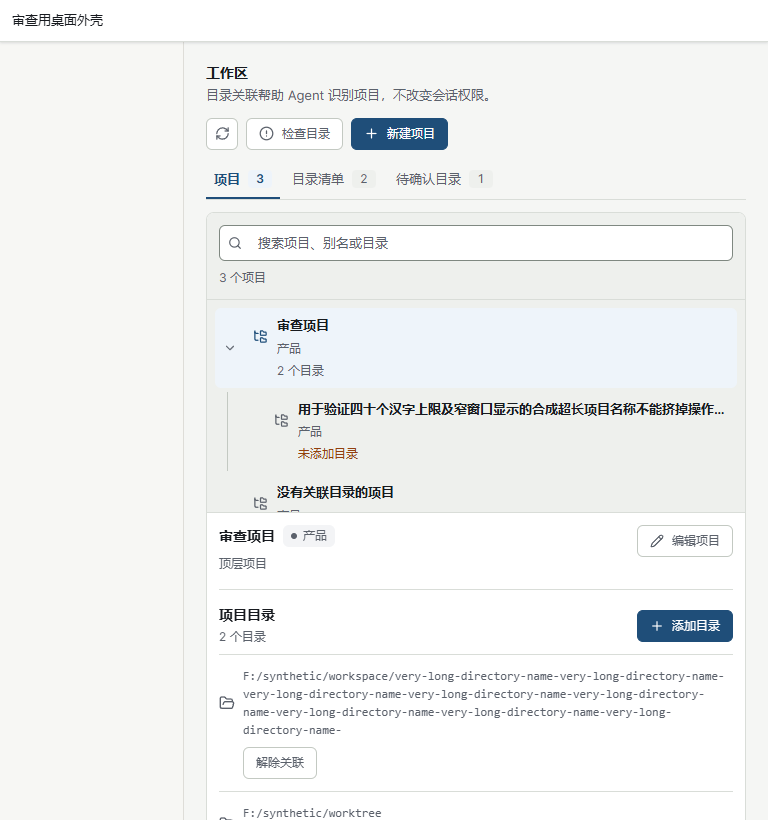 审查用桌面外壳
工作区
目录关联帮助 Agent 识别项目，不改变会话权限。
检查目录
新建项目
项目 3
目录清单 2
待确认目录 1
搜索项目、别名或目录
3 个项目
审查项目
产品
2 个目录
用于验证四十个汉字上限及窄窗口显示的合成超长项目名称不能挤掉操作...
产品
未添加目录
没有关联目录的项目
审查项目
产品
编辑项目
顶层项目
项目目录
添加目录
2 个目录
F:/synthetic/workspace/very-long-directory-name-very-long-directory-name-
very-long-directory-name-very-long-directory-name-very-long-directory-
name-very-long-directory-name-very-long-directory-name-very-long-
directory-name-
解除关联
F:/synthetic/worktree